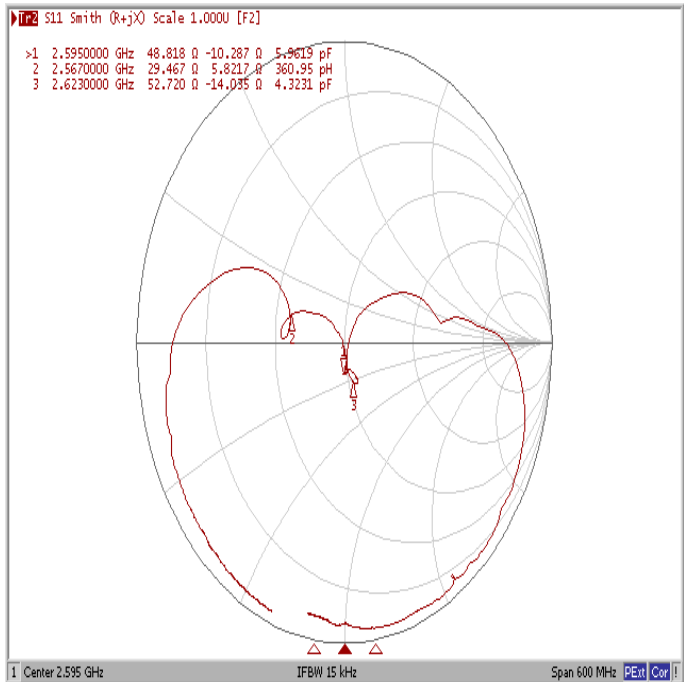 Tr2 S11 Smith (R+jX) Scale 1.000U [F2]
>1 2.5950000 GHz 48.818 Ω -10.287 Ω 5.9619 pF
2 2.5670000 GHz 29.467 Ω 5.8217 Ω 360.95 pH
3 2.6230000 GHz 52.720 Ω -14.035 Ω 4.3231 pF
2
3
1 Center 2.595 GHz IFBW 15 kHz Span 600 MHz PExt Cor !